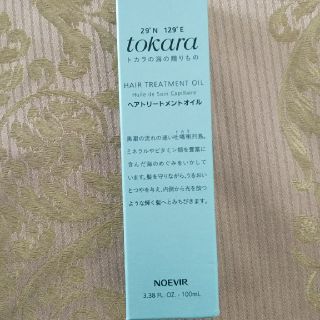 29°N 129°E
tokara
トカラの海の贈りもの
HAIR TREATMENT OIL
Huile de Soin Capillaire
ヘアトリートメントオイル
黒潮の流れの速い吐噶喇列島。
ミネラルやビタミン類を豊富に
含んだ海のめぐみをいかして
います。髪を守りながら、うるおい
とつやを与え、内側から光を放つ
ような輝く髪へとみちびきます。
NOEVIR
3.38 FL. OZ. - 100mL